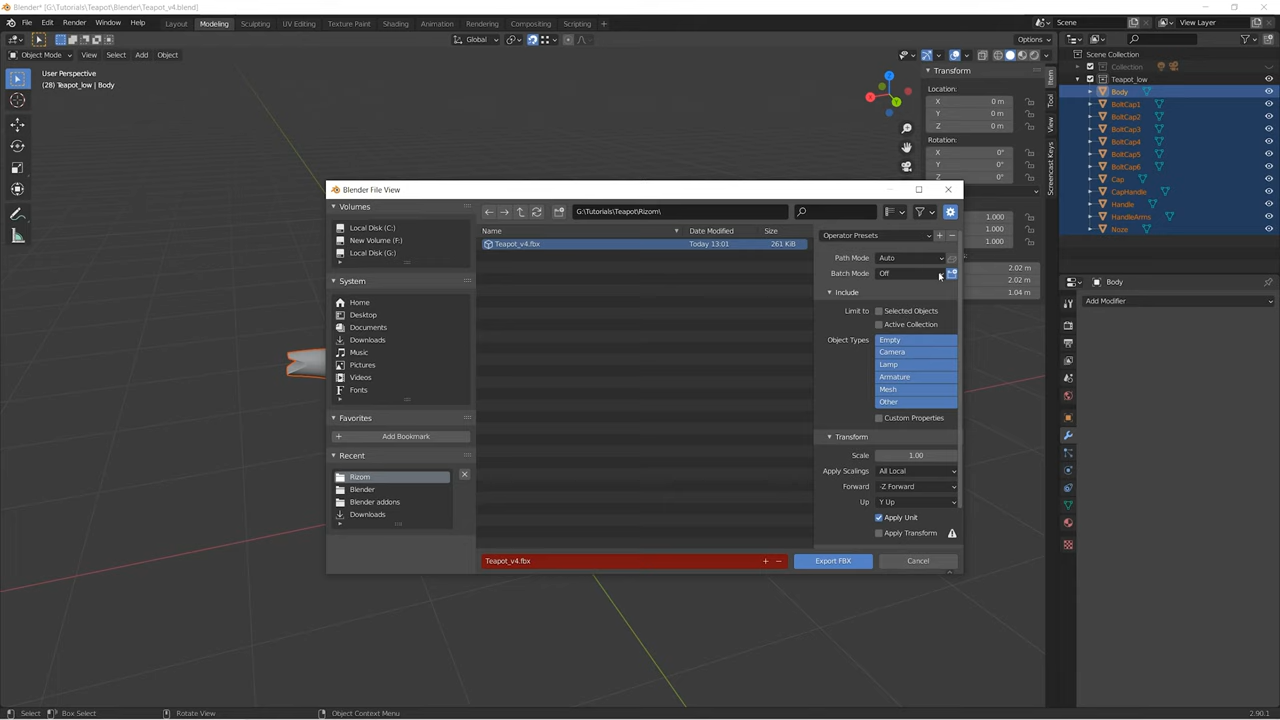 Blender* [G:\Tutorials\Teapot\Blender\Teapot_v4.blend]
File Edit Render Window Help Layout Modeling Sculpting UV Editing Texture Paint Shading Animation Rendering Compositing Scripting Scene View Layer
Global Options
Object Mode View Select Add Object
User Perspective
(28) Teapot_low | Body
Transform
Location:
X 0 m
Y 0 m
Z 0 m
Rotation:
X 0°
Y 0°
Z 0°
1.000
1.000
1.000
2.02 m
2.02 m
1.04 m
Item
Tool
View
Screencast Keys
Scene Collection
Collection
Teapot_low
Body
BoltCap1
BoltCap2
BoltCap3
BoltCap4
BoltCap5
BoltCap6
Cap
CapHandle
Handle
HandleArms
Noze
Body
Add Modifier
Blender File View
Volumes
Local Disk (C:)
New Volume (F:)
Local Disk (G:)
System
Home
Desktop
Documents
Downloads
Music
Pictures
Videos
Fonts
Favorites
Add Bookmark
Recent
Rizom
Blender
Blender addons
Downloads
G:\Tutorials\Teapot\Rizom\
Name Date Modified Size
Teapot_v4.fbx Today 13:01 261 KiB
Operator Presets
Path Mode Auto
Batch Mode Off
Include
Limit to Selected Objects
Active Collection
Object Types Empty
Camera
Lamp
Armature
Mesh
Other
Custom Properties
Transform
Scale 1.00
Apply Scalings All Local
Forward -Z Forward
Up Y Up
Apply Unit
Apply Transform
Teapot_v4.fbx Export FBX Cancel
Select Box Select Rotate View Object Context Menu 2.90.1